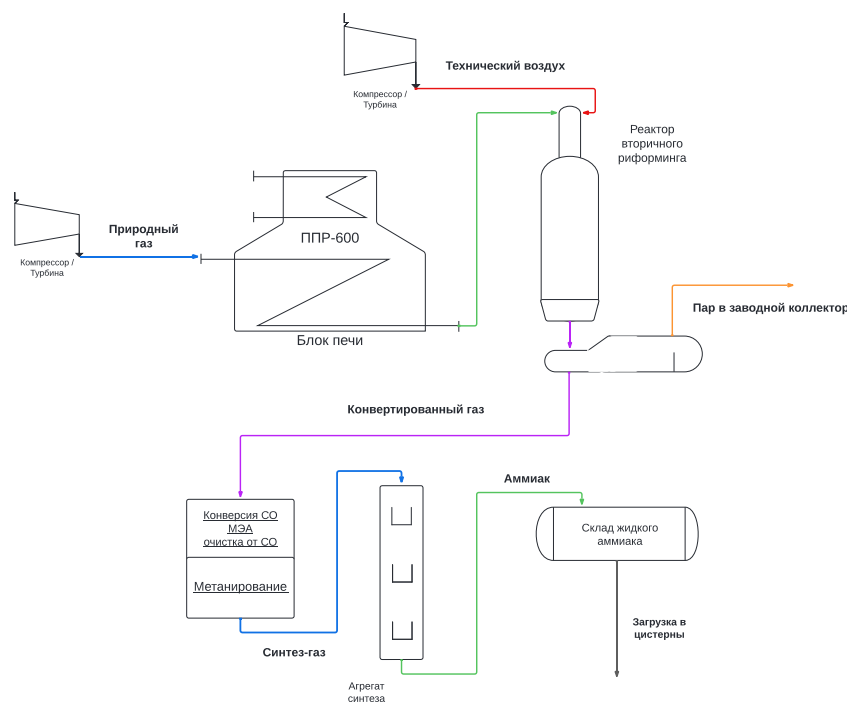 Технический воздух
Компрессор /
Турбина
Реактор
вторичного
риформинга
Природный
газ
Компрессор /
Турбина
ППР-600
Блок печи
Пар в заводной коллектор
Конвертированный газ
Аммиак
Конверсия СО
МЭА
очистка от СО
Метанирование
Склад жидкого
аммиака
Загрузка в
цистерны
Синтез-газ
Агрегат
синтеза